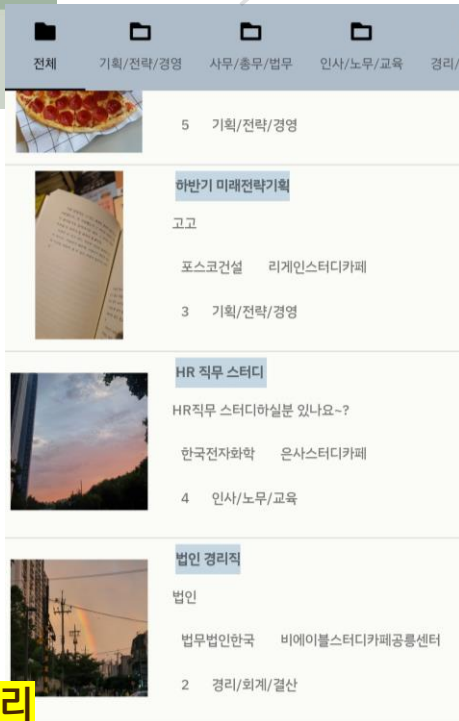 전체 기획/전략/경영 사무/총무/법무 인사/노무/교육 경리/
5 기획/전략/경영
하반기 미래전략기획
고고
포스코건설 리게인스터디카페
3 기획/전략/경영
HR 직무 스터디
HR직무 스터디하실분 있나요~?
한국전자화학 은사스터디카페
4 인사/노무/교육
법인 경리직
법인
법무법인한국 비에이블스터디카페공릉센터
2 경리/회계/결산
리